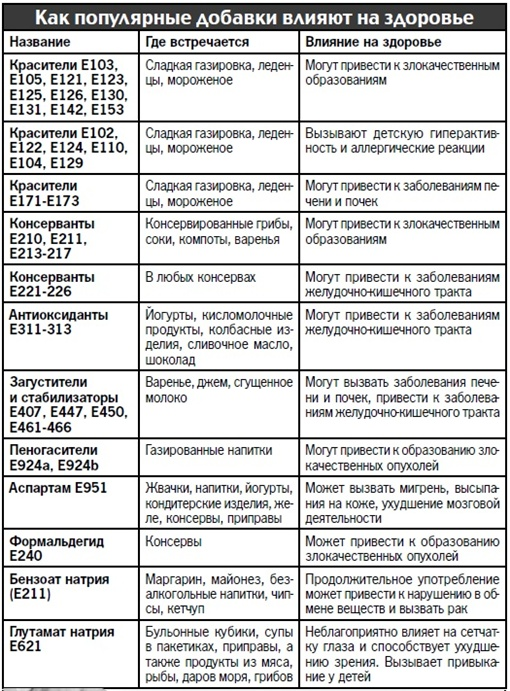 Как популярные добавки влияют на здоровье
Название
Где встречается
Влияние на здоровье
Красители Е103,
Е105, Е121, Е123,
Е125, Е126, Е130,
Е131, Е142, Е153
Сладкая газировка, леден-
цы, мороженое
Могут привести к злокачественным
образованиям
Красители Е102,
Е122, Е124, Е110,
Е104, Е129
Сладкая газировка, леден-
цы, мороженое
Вызывают детскую гиперактив-
ность и аллергические реакции
Красители
Е171-Е173
Сладкая газировка, леден-
цы, мороженое
Могут привести к заболеваниям пе-
чени и почек
Консерванты
Е210, Е211,
Е213-217
Консервированные грибы,
соки, компоты, варенья
Могут привести к злокачественным
образованиям
Консерванты
Е221-226
В любых консервах
Могут привести к заболеваниям
желудочно-кишечного тракта
Антиоксиданты
Е311-313
Йогурты, кисломолочные
продукты, колбасные из-
делия, сливочное масло,
шоколад
Могут привести к заболеваниям
желудочно-кишечного тракта
Загустители
и стабилизаторы
Е407, Е447, Е450,
Е461-466
Варенье, джем, сгущенное
молоко
Могут вызвать заболевания пече-
ни и почек, привести к заболева-
ниям желудочно-кишечного тракта
Пеногасители
Е924а, Е924b
Газированные напитки
Могут привести к образованию зло-
качественных опухолей
Аспартам Е951
Жвачки, напитки, йогурты,
кондитерские изделия, же-
ле, консервы, приправы
Может вызвать мигрень, высыпа-
ния на коже, ухудшение мозговой
деятельности
Формальдегид
Е240
Консервы
Может привести к образованию
злокачественных опухолей
Бензоат натрия
(Е211)
Маргарин, майонез, без-
алкогольные напитки, чип-
сы, кетчуп
Продолжительное употребление
может привести к нарушению в об-
мене веществ и вызвать рак
Глутамат натрия
Е621
Бульонные кубики, супы
в пакетиках, приправы, а
также продукты из мяса,
рыбы, даров моря, грибов
Неблагоприятно влияет на сетчат-
ку глаза и способствует ухудше-
нию зрения. Вызывает привыка-
ние у детей